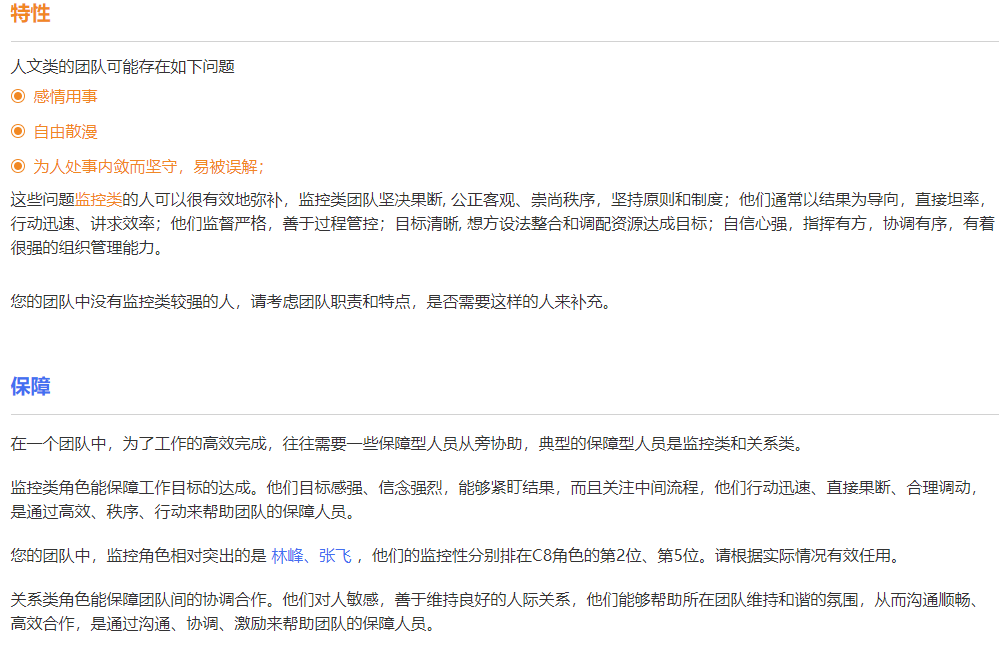 特性
人文类的团队可能存在如下问题
感情用事
自由散漫
为人处事内敛而坚守，易被误解；
这些问题监控类的人可以很有效地弥补，监控类团队坚决果断, 公正客观、崇尚秩序，坚持原则和制度；他们通常以结果为导向，直接坦率，
行动迅速、讲求效率；他们监督严格，善于过程管控；目标清晰, 想方设法整合和调配资源达成目标；自信心强，指挥有方，协调有序，有着
很强的组织管理能力。
您的团队中没有监控类较强的人，请考虑团队职责和特点，是否需要这样的人来补充。
保障
在一个团队中，为了工作的高效完成，往往需要一些保障型人员从旁协助，典型的保障型人员是监控类和关系类。
监控类角色能保障工作目标的达成。他们目标感强、信念强烈，能够紧盯结果，而且关注中间流程，他们行动迅速、直接果断、合理调动，
是通过高效、秩序、行动来帮助团队的保障人员。
您的团队中，监控角色相对突出的是 林峰、张飞 ，他们的监控性分别排在C8角色的第2位、第5位。请根据实际情况有效任用。
关系类角色能保障团队间的协调合作。他们对人敏感，善于维持良好的人际关系，他们能够帮助所在团队维持和谐的氛围，从而沟通顺畅、
高效合作，是通过沟通、协调、激励来帮助团队的保障人员。